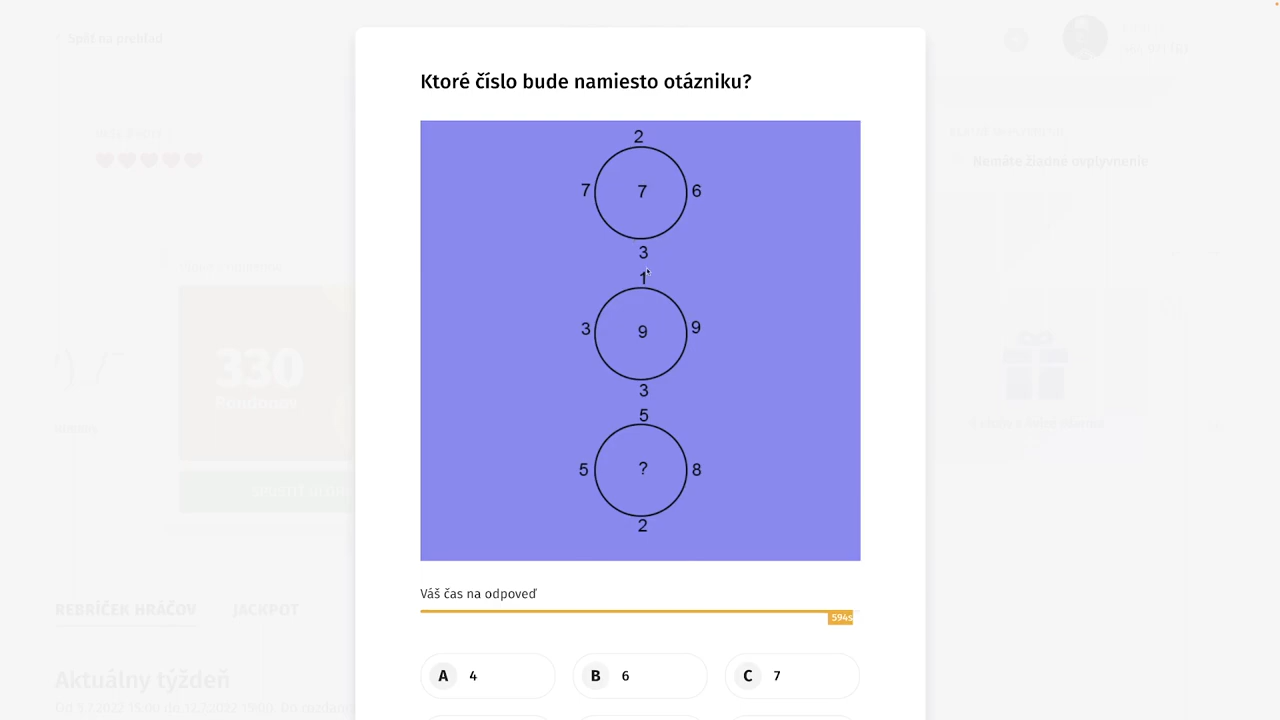 Späť na prehľad
Ktoré číslo bude namiesto otázniku?
2
7 7 6
3
1
3 9 9
3
5
5 ? 8
2
Nemáte žiadne ovplyvnenie
330
Rondonov
Váš čas na odpoveď
594s
REBRÍČEK HRÁČOV
JACKPOT
A 4
B 6
C 7
Aktuálny týždeň